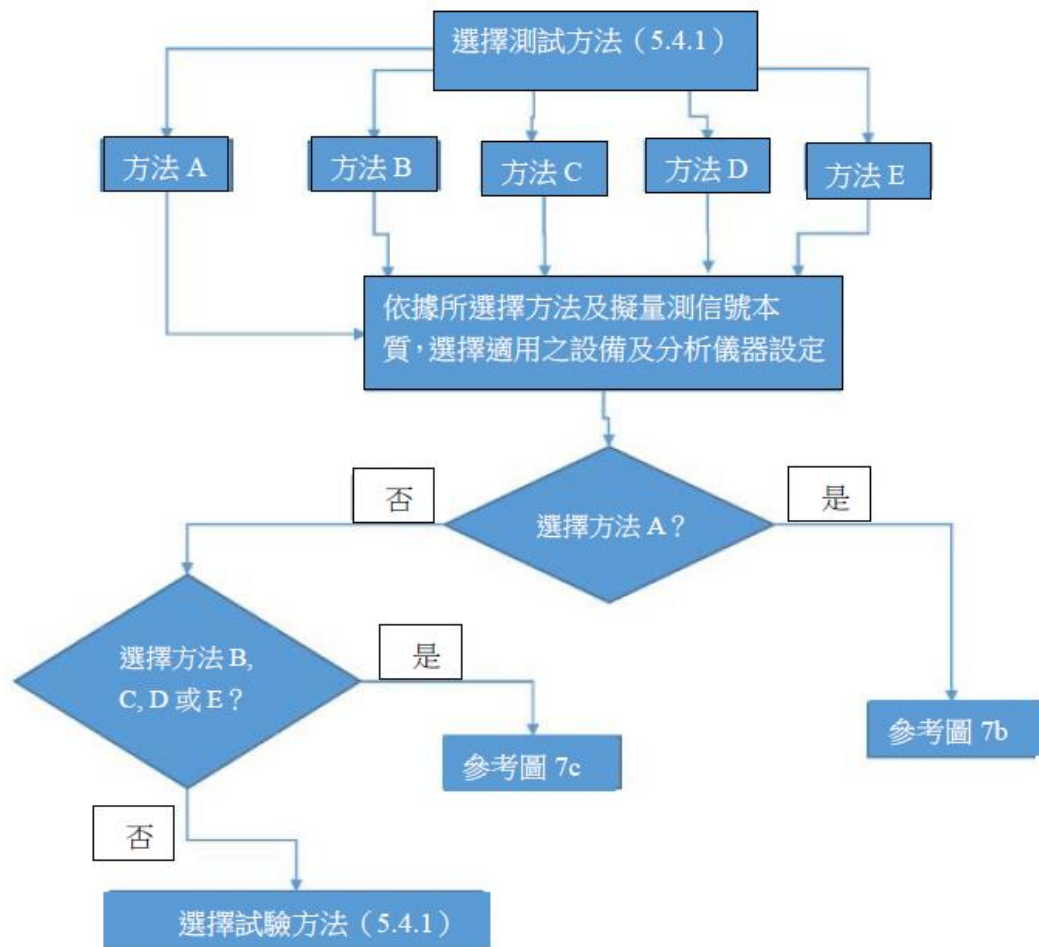 選擇測試方法（5.4.1）
方法 A
方法 B
方法 C
方法 D
方法 E
依據所選擇方法及擬量測信號本
質，選擇適用之設備及分析儀器設定
否
是
選擇方法 A？
選擇方法 B,
C, D 或 E？
是
參考圖 7b
參考圖 7c
否
選擇試驗方法（5.4.1）